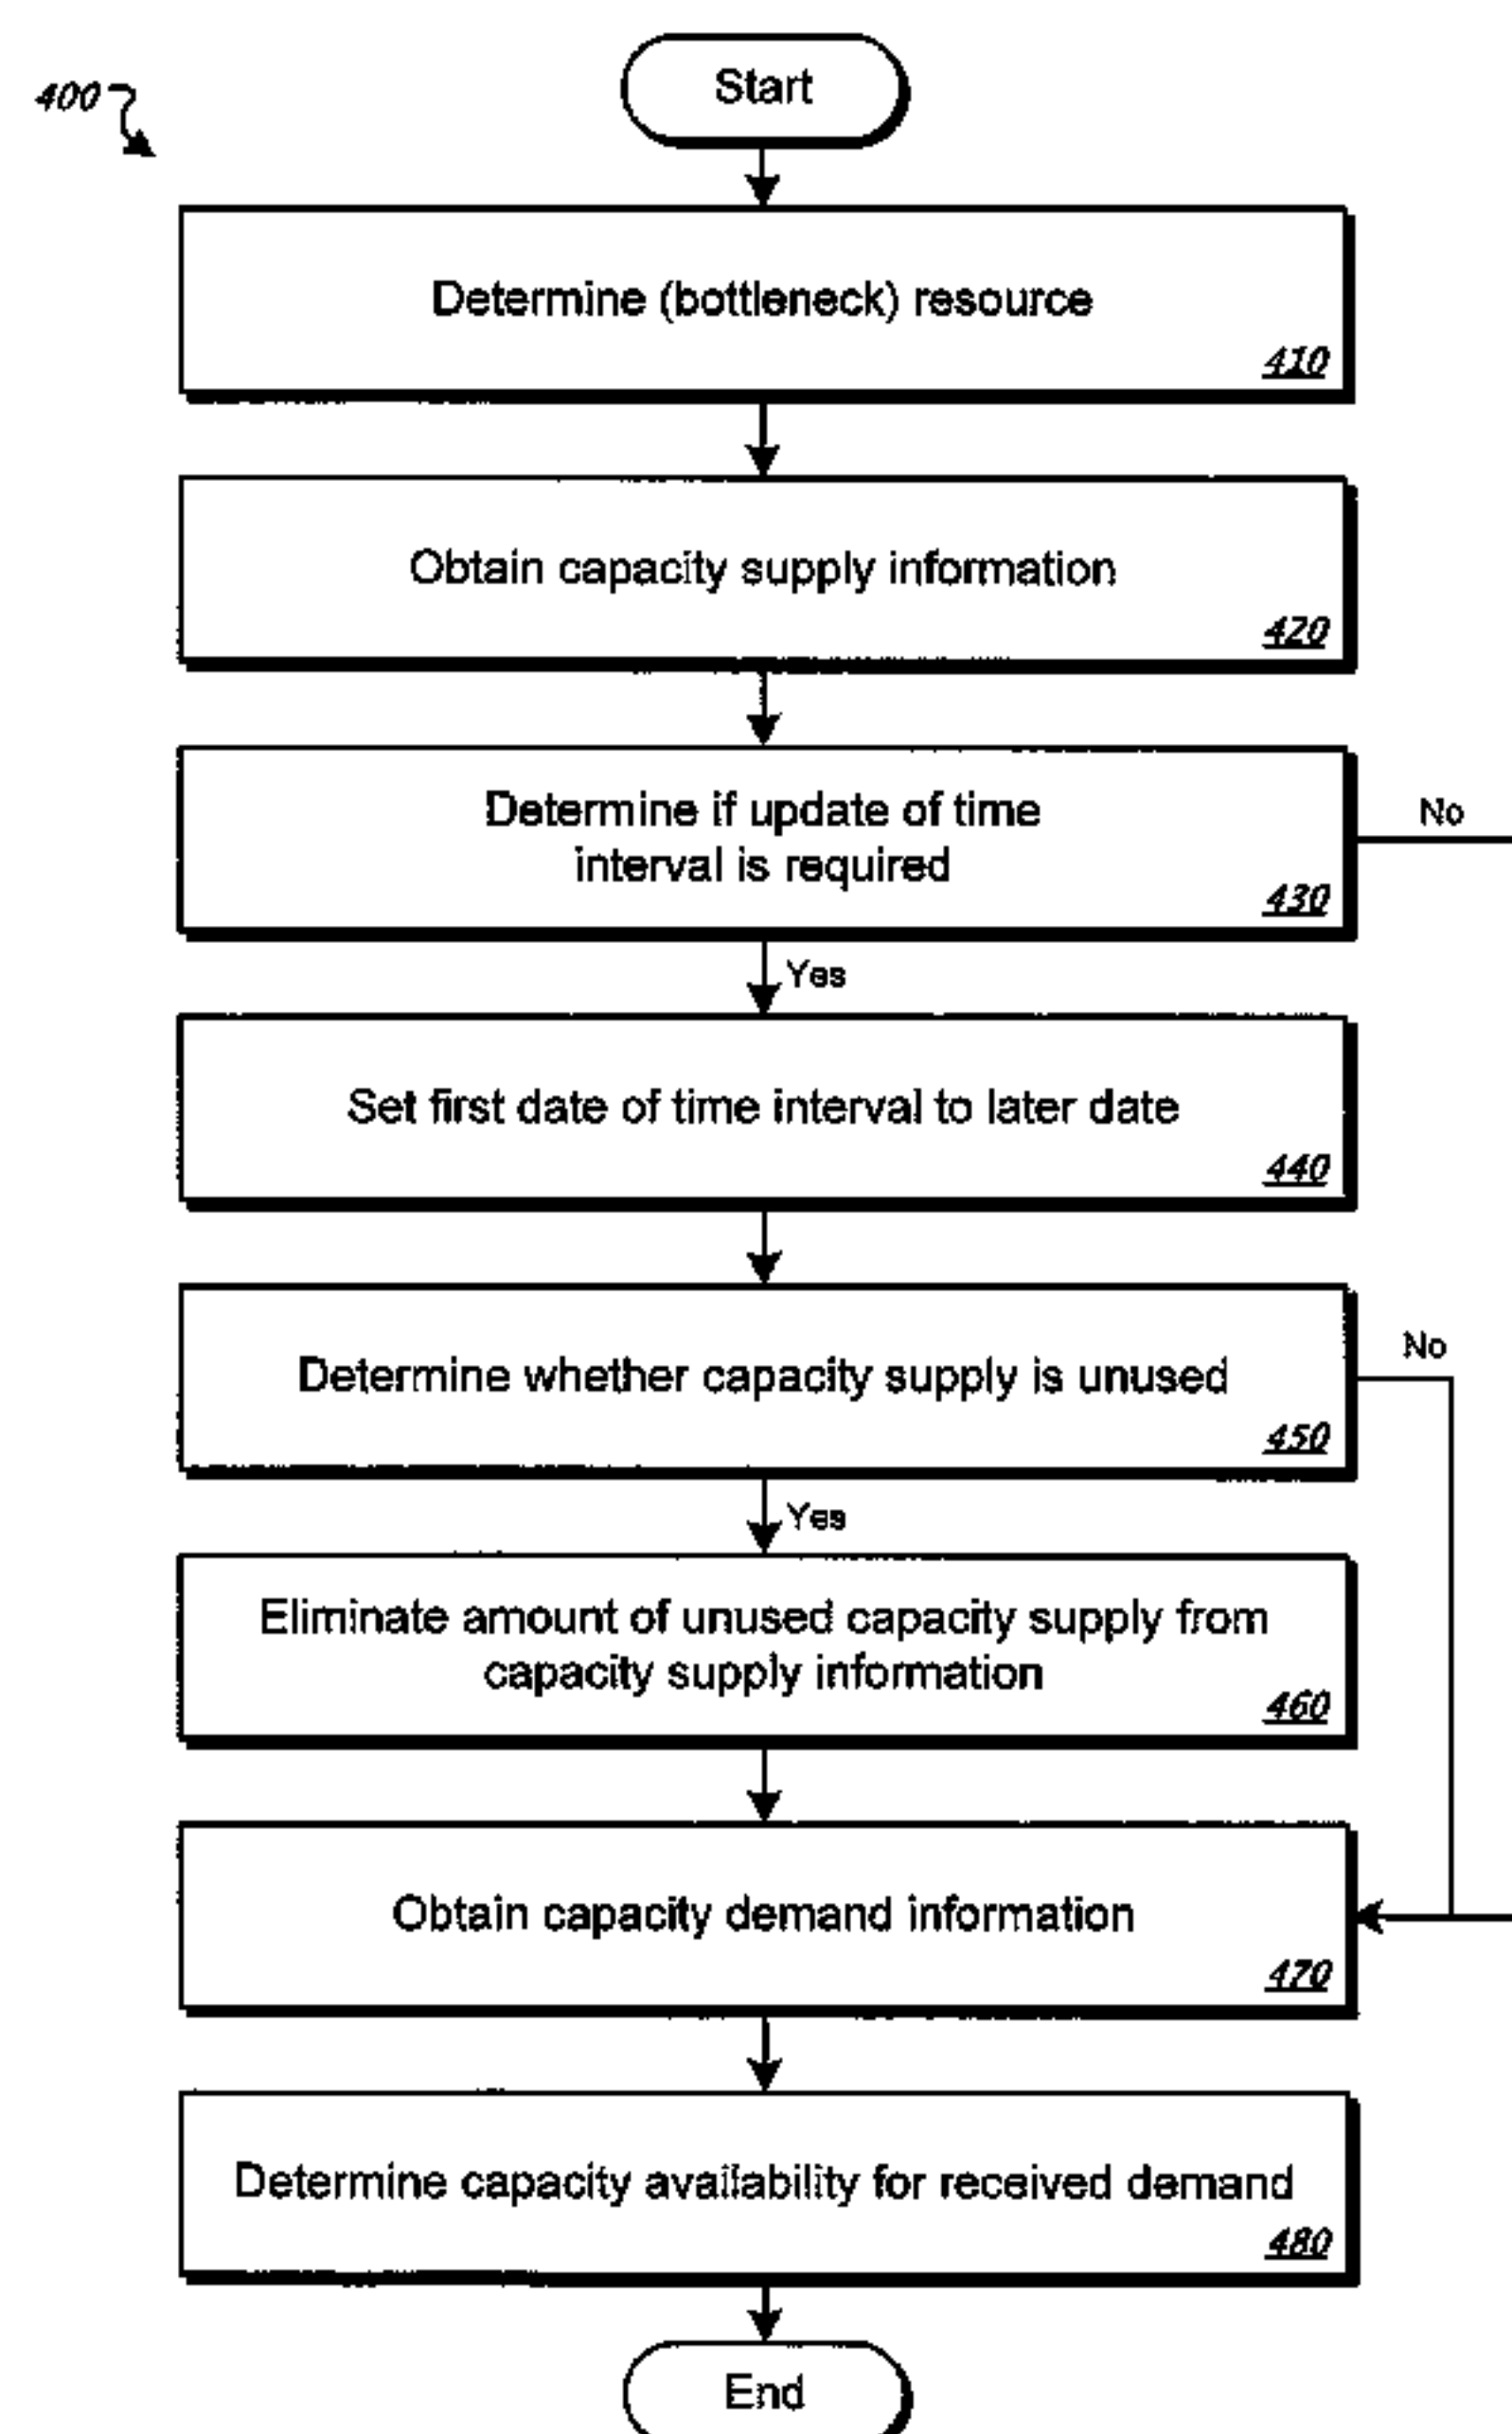 400
Start
Determine (bottleneck) resource
410
Obtain capacity supply information
420
Determine if update of time
interval is required
430
No
Yes
Set first date of time interval to later date
440
Determine whether capacity supply is unused
450
No
Yes
Eliminate amount of unused capacity supply from
capacity supply information
460
Obtain capacity demand information
470
Determine capacity availability for received demand
480
End